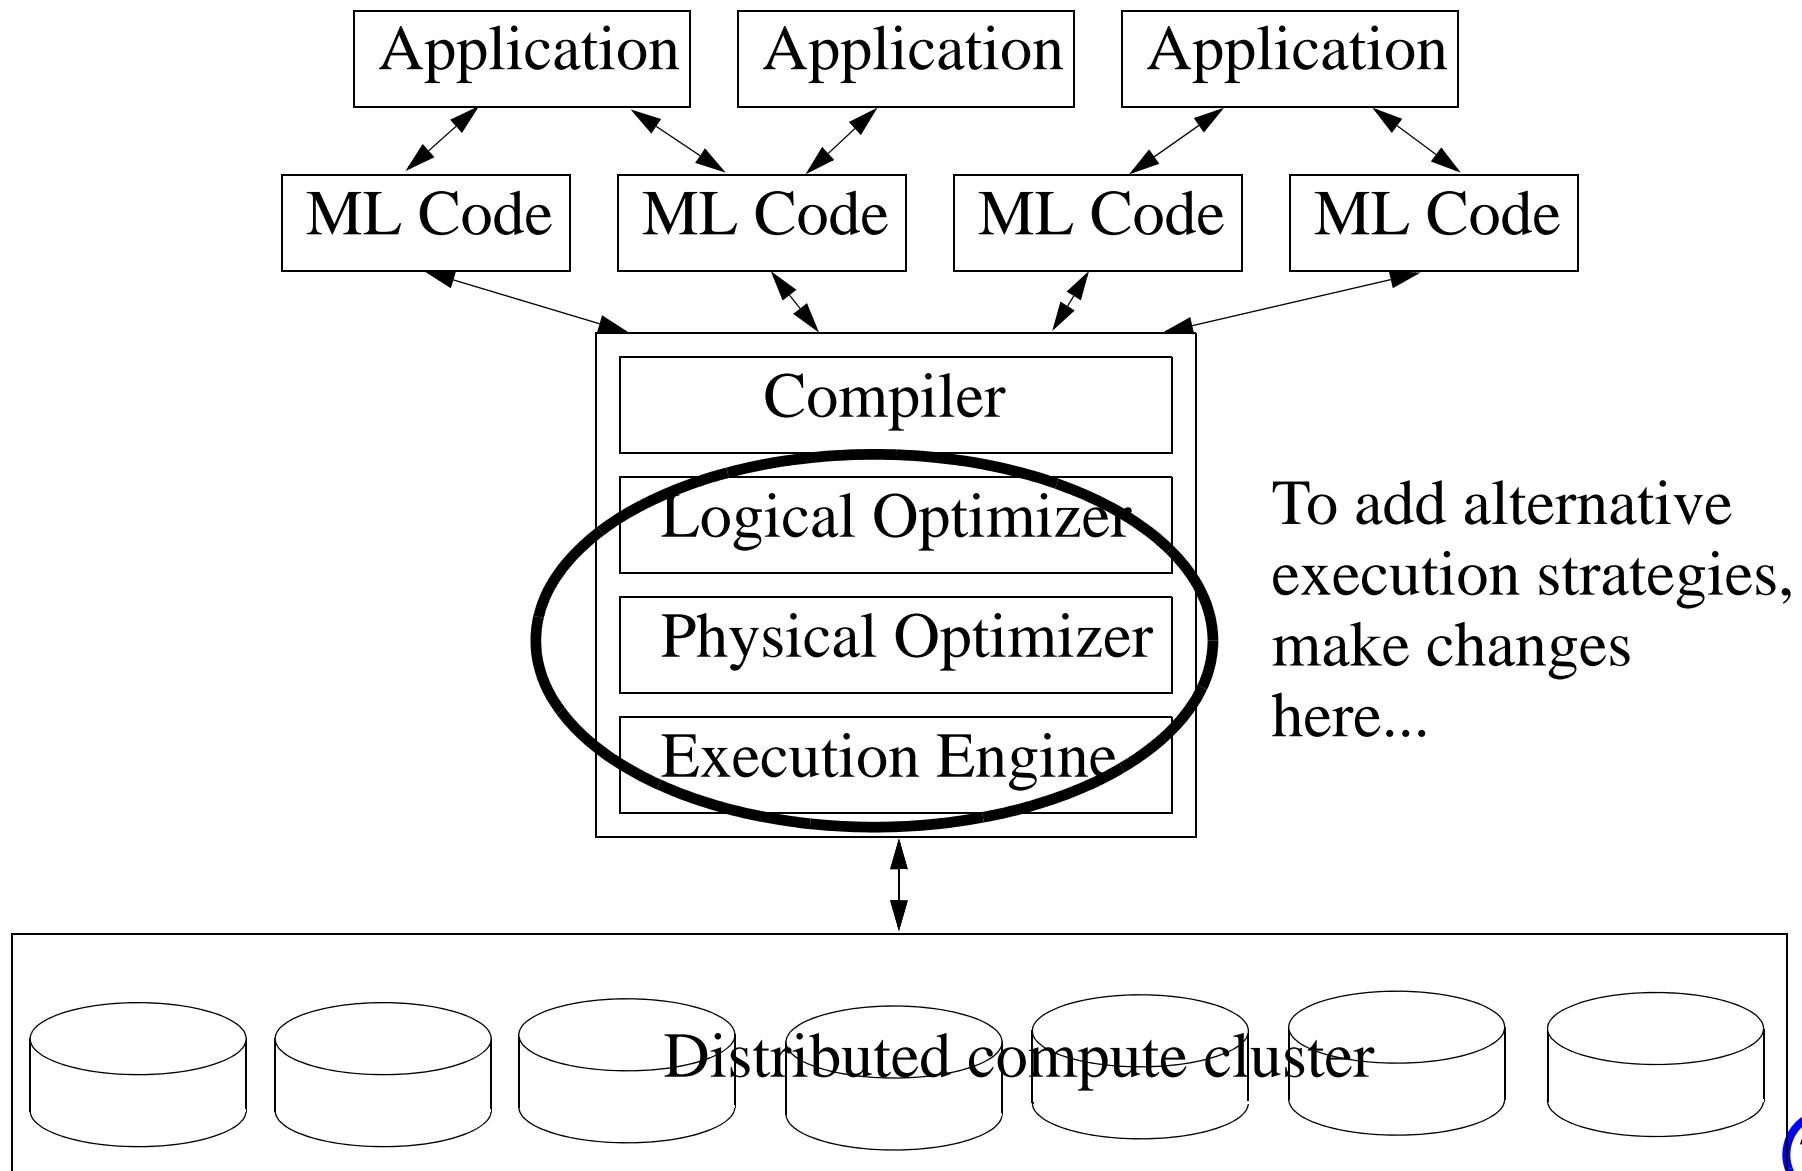 Application
Application
Application
ML Code
ML Code
ML Code
ML Code
Compiler
Logical Optimizer
Physical Optimizer
Execution Engine
To add alternative
execution strategies,
make changes
here...
Distributed compute cluster